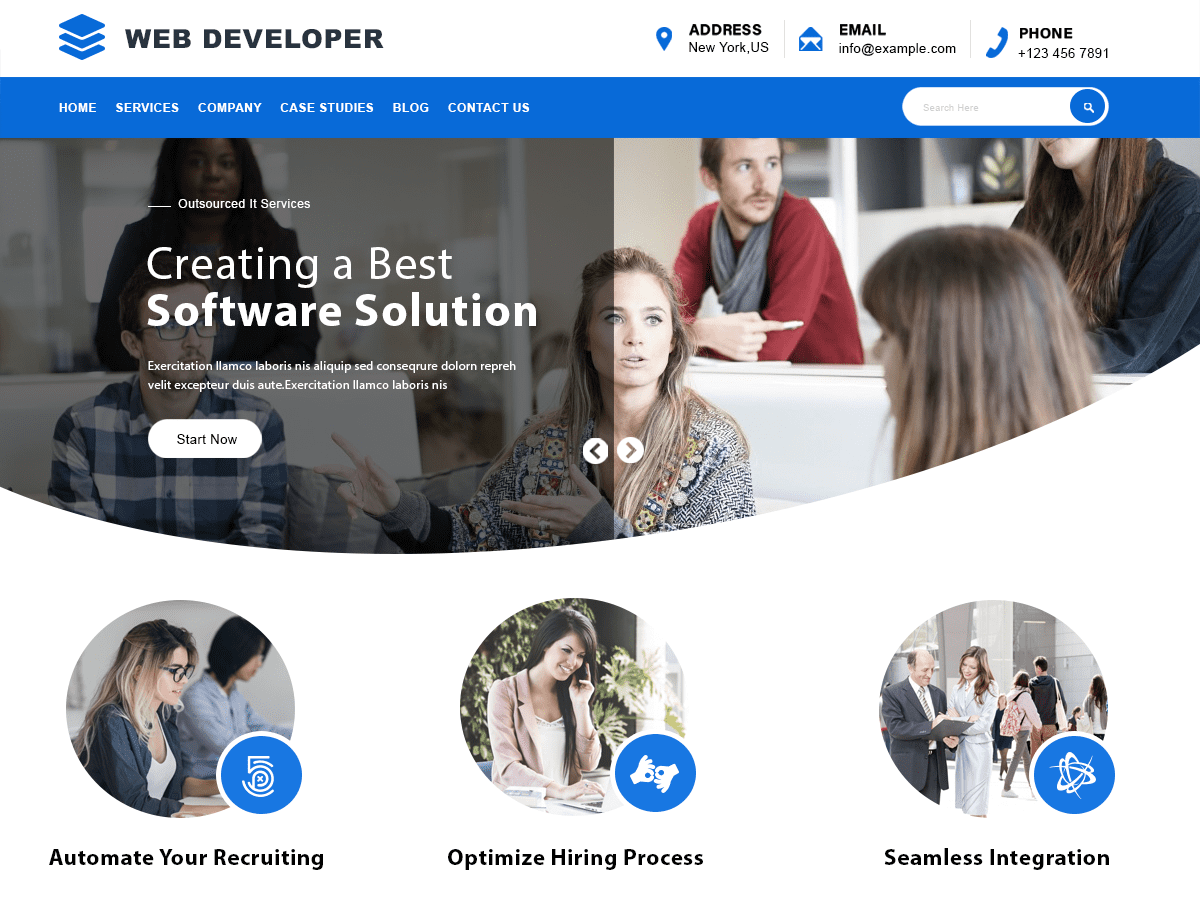 WEB DEVELOPER
ADDRESS
New York,US
EMAIL
info@example.com
PHONE
+123 456 7891
HOME SERVICES COMPANY CASE STUDIES BLOG CONTACT US
Search Here
Outsourced It Services
Creating a Best
Software Solution
Exercitation llamco laboris nis aliquip sed conseqrure dolorn repreh
velit excepteur duis aute.Exercitation llamco laboris nis
Start Now
Automate Your Recruiting
Optimize Hiring Process
Seamless Integration